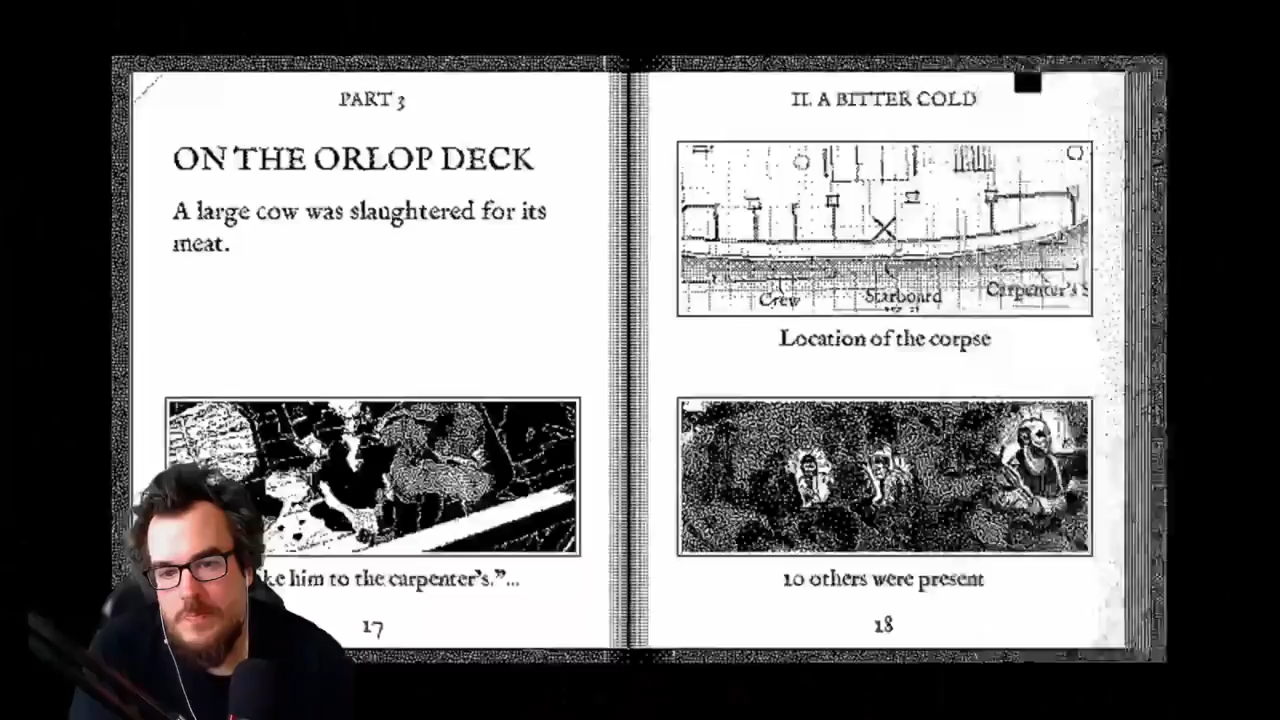 PART 3
ON THE ORLOP DECK
A large cow was slaughtered for its
meat.
him to the carpenter's."...
17
II. A BITTER COLD
Crew
Starboard
Carpenter's
Location of the corpse
10 others were present
18